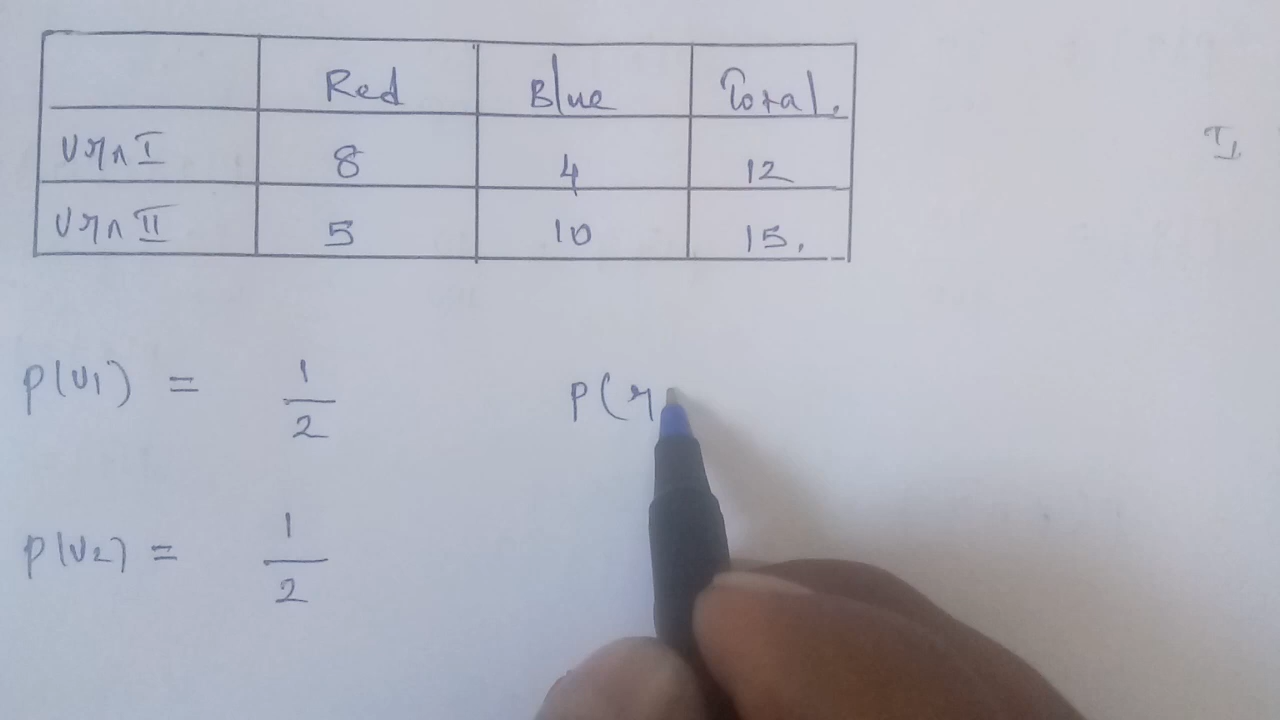 Red Blue Total.
Urn I 8 4 12
Urn II 5 10 15.
P(U1) = 1/2 P(r
P(U2) = 1/2